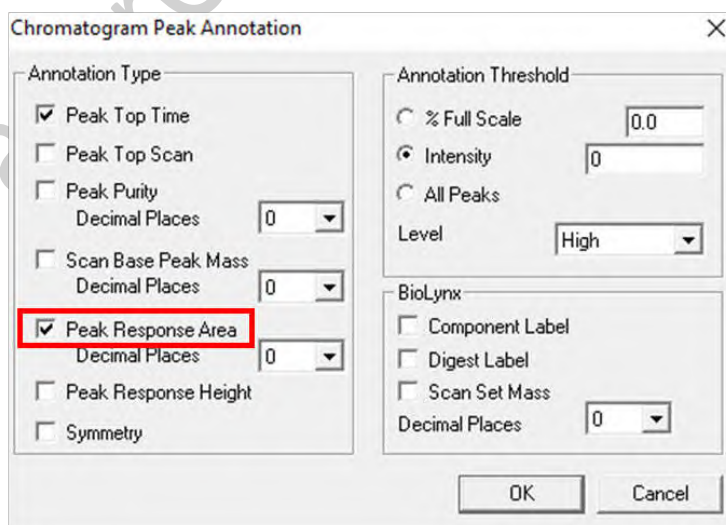 Chromatogram Peak Annotation
Annotation Type
Peak Top Time
Peak Top Scan
Peak Purity
Decimal Places 0
Scan Base Peak Mass
Decimal Places 0
Peak Response Area
Decimal Places 0
Peak Response Height
Symmetry
Annotation Threshold
% Full Scale 0.0
Intensity 0
All Peaks
Level High
BioLynx
Component Label
Digest Label
Scan Set Mass
Decimal Places 0
OK Cancel